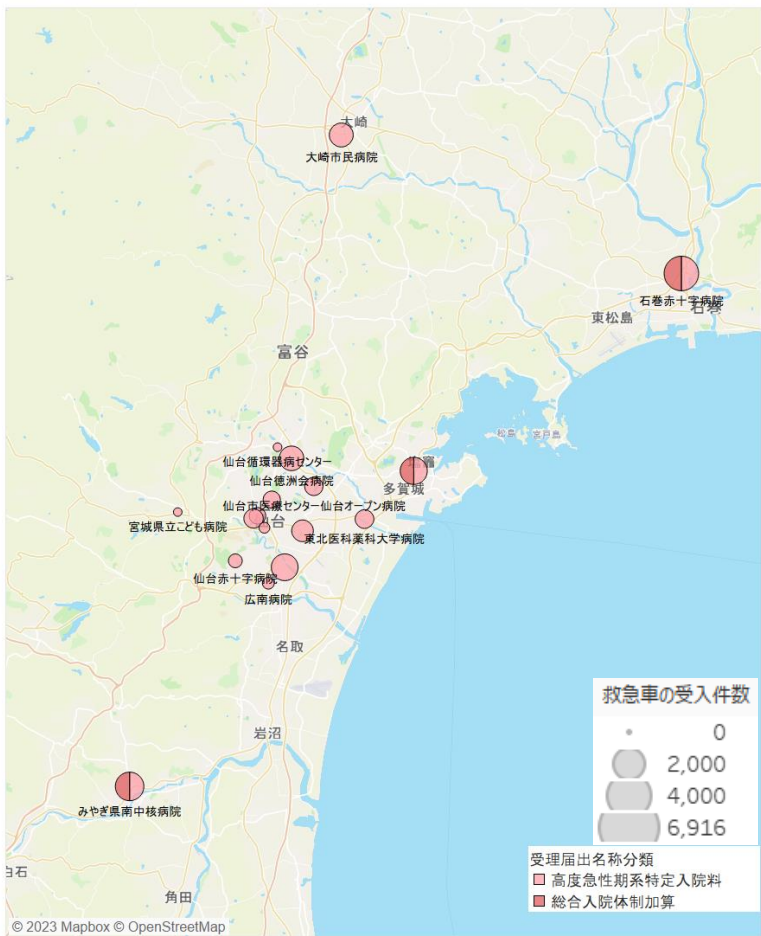 大崎
大崎市民病院
石巻赤十字病院
石巻
東松島
富谷
松島
宮戸島
仙台循環器病センター
塩竈
仙台徳洲会病院
多賀城
仙台市医療センター仙台オープン病院
仙台
宮城県立こども病院
東北医科薬科大学病院
仙台赤十字病院
広南病院
名取
岩沼
みやぎ県南中核病院
白石
角田
救急車の受入件数
0
2,000
4,000
6,916
受理届出名称分類
高度急性期系特定入院料
総合入院体制加算
© 2023 Mapbox © OpenStreetMap